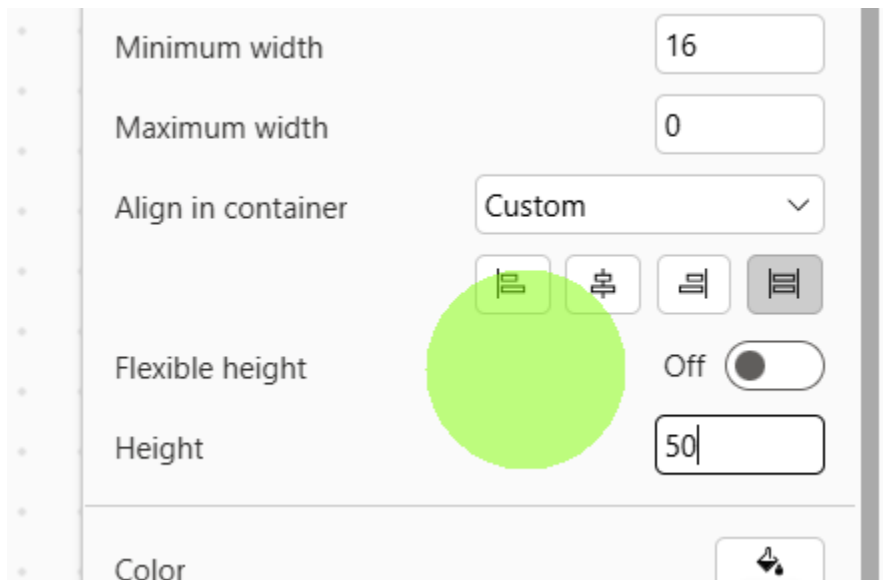 Minimum width 16
Maximum width 0
Align in container Custom
Flexible height Off
Height 50
Color